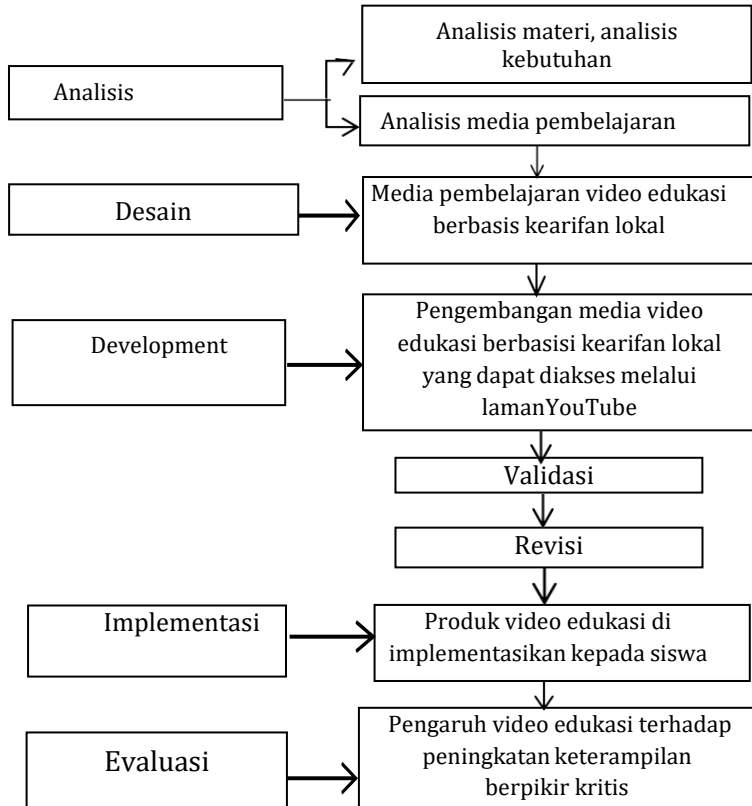 Analisis materi, analisis
kebutuhan
Analisis
Analisis media pembelajaran
Desain
Media pembelajaran video edukasi
berbasis kearifan lokal
Development
Pengembangan media video
edukasi berbasisi kearifan lokal
yang dapat diakses melalui
lamanYouTube
Validasi
Revisi
Implementasi
Produk video edukasi di
implementasikan kepada siswa
Evaluasi
Pengaruh video edukasi terhadap
peningkatan keterampilan
berpikir kritis